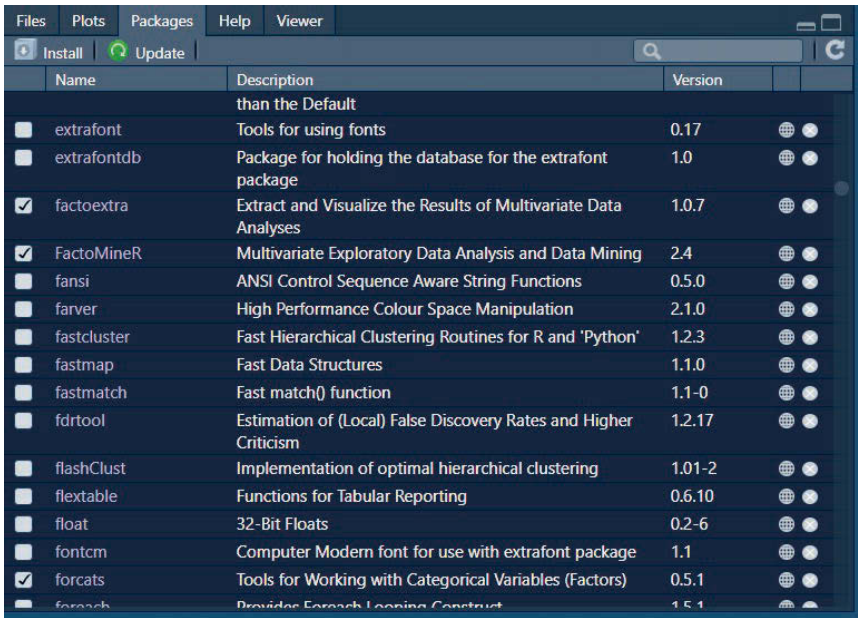 Files Plots Packages Help Viewer
Install Update
Name Description Version
than the Default
extrafont Tools for using fonts 0.17
extrafontdb Package for holding the database for the extrafont 1.0
package
factoextra Extract and Visualize the Results of Multivariate Data 1.0.7
Analyses
FactoMineR Multivariate Exploratory Data Analysis and Data Mining 2.4
fansi ANSI Control Sequence Aware String Functions 0.5.0
farver High Performance Colour Space Manipulation 2.1.0
fastcluster Fast Hierarchical Clustering Routines for R and 'Python' 1.2.3
fastmap Fast Data Structures 1.1.0
fastmatch Fast match() function 1.1-0
fdrtool Estimation of (Local) False Discovery Rates and Higher 1.2.17
Criticism
flashClust Implementation of optimal hierarchical clustering 1.01-2
flextable Functions for Tabular Reporting 0.6.10
float 32-Bit Floats 0.2-6
fontcm Computer Modern font for use with extrafont package 1.1
forcats Tools for Working with Categorical Variables (Factors) 0.5.1
foreach Provides Foreach Looping Construct 1.5.1